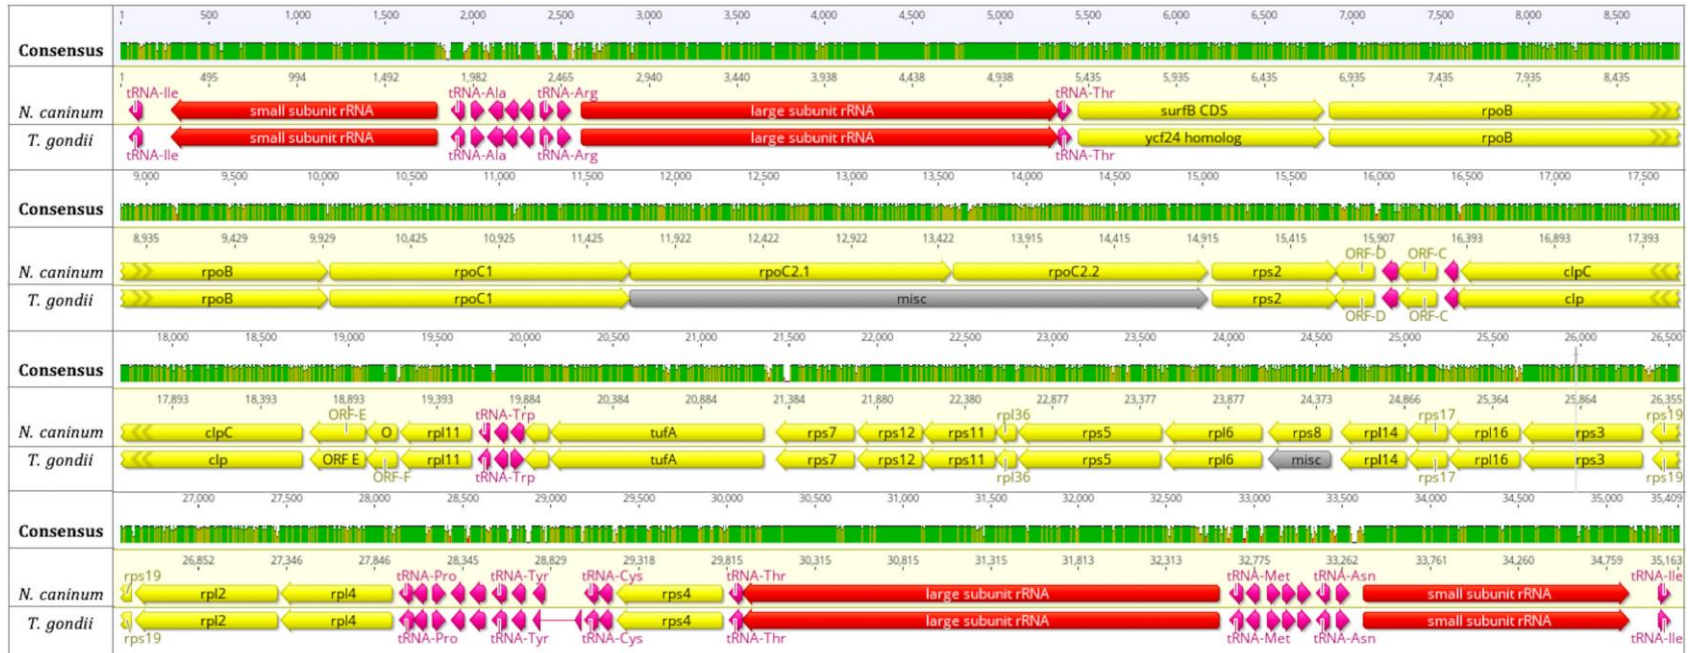 1 500 1,000 1,500 2,000 2,500 3,000 3,500 4,000 4,500 5,000 5,500 6,000 6,500 7,000 7,500 8,000 8,500
Consensus
1 495 994 1,492 1,982 2,465 2,940 3,440 3,938 4,438 4,938 5,435 5,935 6,435 6,935 7,435 7,935 8,435
tRNA-Ile tRNA-Ala tRNA-Arg tRNA-Thr
N. caninum small subunit rRNA large subunit rRNA surfB CDS rpoB
T. gondii small subunit rRNA large subunit rRNA ycf24 homolog rpoB
tRNA-Ile tRNA-Ala tRNA-Arg tRNA-Thr
9,000 9,500 10,000 10,500 11,000 11,500 12,000 12,500 13,000 13,500 14,000 14,500 15,000 15,500 16,000 16,500 17,000 17,500
Consensus
8,935 9,429 9,929 10,425 10,925 11,425 11,922 12,422 12,922 13,422 13,915 14,415 14,915 15,415 15,907 16,393 16,893 17,393
ORF-D ORF-C
N. caninum rpoB rpoC1 rpoC2.1 rpoC2.2 rps2 clpC
T. gondii rpoB rpoC1 misc rps2 clp
ORF-D ORF-C
18,000 18,500 19,000 19,500 20,000 20,500 21,000 21,500 22,000 22,500 23,000 23,500 24,000 24,500 25,000 25,500 26,000 26,500
Consensus
17,893 18,393 18,893 19,393 19,884 20,384 20,884 21,384 21,880 22,377 22,877 23,377 23,877 24,373 24,866 25,364 25,864 26,355
ORF-E tRNA-Trp rpl36 rps17 rps19
N. caninum clpC O rpl11 tufA rps7 rps12 rps11 rps5 rpl6 rps8 rpl14 rpl16 rps3
T. gondii clp ORF E rpl11 tufA rps7 rps12 rps11 rps5 rpl6 misc rpl14 rpl16 rps3
ORF-F tRNA-Trp rpl36 rps17 rps19
27,000 27,500 28,000 28,500 29,000 29,500 30,000 30,500 31,000 31,500 32,000 32,500 33,000 33,500 34,000 34,500 35,000 35,409
Consensus
26,852 27,346 27,846 28,345 28,829 29,318 29,815 30,315 30,815 31,315 31,813 32,313 32,775 33,262 33,761 34,260 34,759 35,163
rps19 tRNA-Pro tRNA-Tyr tRNA-Cys tRNA-Thr tRNA-Met tRNA-Asn tRNA-Ile
N. caninum rpl2 rpl4 rps4 large subunit rRNA small subunit rRNA
T. gondii rpl2 rpl4 rps4 large subunit rRNA small subunit rRNA
rps19 tRNA-Pro tRNA-Tyr tRNA-Cys tRNA-Thr tRNA-Met tRNA-Asn tRNA-Ile